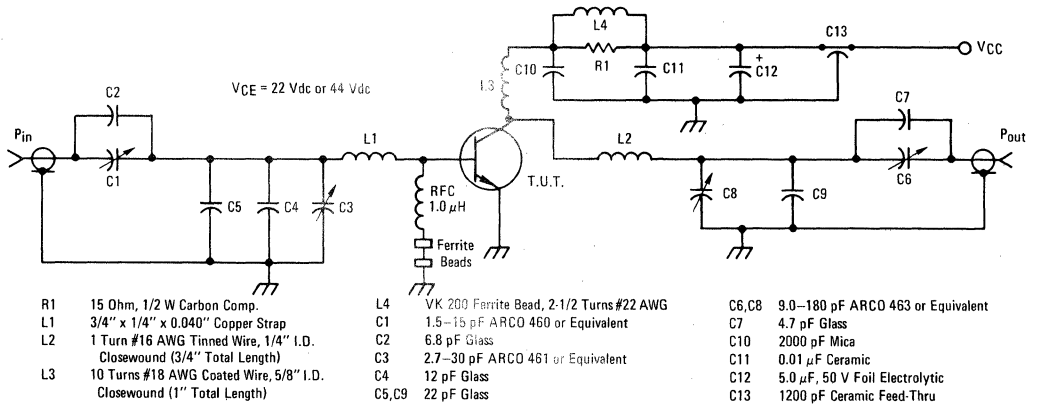 L4
C13
VCC
C10
R1
C11
+
C12
L3
VCE = 22 Vdc or 44 Vdc
C2
C7
Pin
Pout
L1
L2
C1
C6
T.U.T.
RFC
1.0 µH
C5
C4
C3
C8
C9
Ferrite
Beads
R1 15 Ohm, 1/2 W Carbon Comp.
L1 3/4" x 1/4" x 0.040" Copper Strap
L2 1 Turn #16 AWG Tinned Wire, 1/4" I.D.
Closewound (3/4" Total Length)
L3 10 Turns #18 AWG Coated Wire, 5/8" I.D.
Closewound (1" Total Length)
L4 VK 200 Ferrite Bead, 2-1/2 Turns #22 AWG
C1 1.5–15 pF ARCO 460 or Equivalent
C2 6.8 pF Glass
C3 2.7–30 pF ARCO 461 or Equivalent
C4 12 pF Glass
C5,C9 22 pF Glass
C6,C8 9.0–180 pF ARCO 463 or Equivalent
C7 4.7 pF Glass
C10 2000 pF Mica
C11 0.01 µF Ceramic
C12 5.0 µF, 50 V Foil Electrolytic
C13 1200 pF Ceramic Feed-Thru